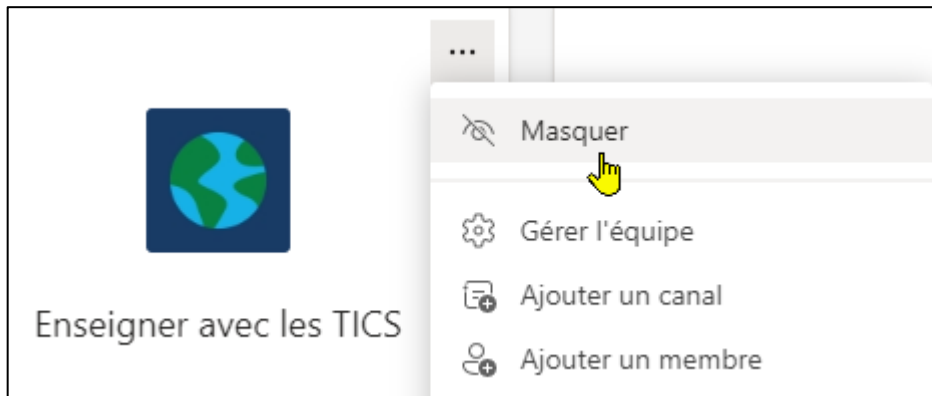 ...
Masquer
Gérer l'équipe
Ajouter un canal
Enseigner avec les TICS
Ajouter un membre